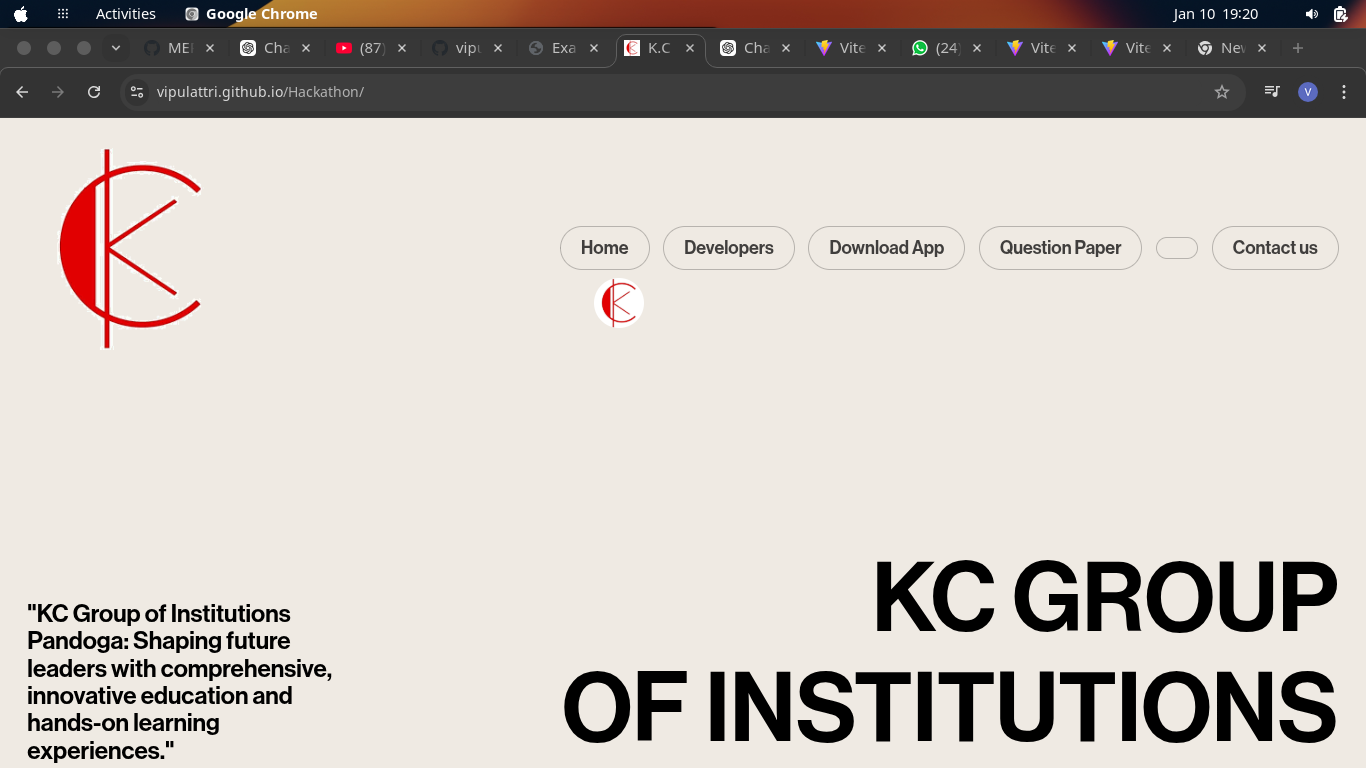 Activities Google Chrome Jan 10 19:20
MEI Cha (87) vipu Exa K.C Cha Vite (24) Vite Vite Nev
vipulattri.github.io/Hackathon/ V
Home Developers Download App Question Paper Contact us
KC GROUP
OF INSTITUTIONS
"KC Group of Institutions
Pandoga: Shaping future
leaders with comprehensive,
innovative education and
hands-on learning
experiences."